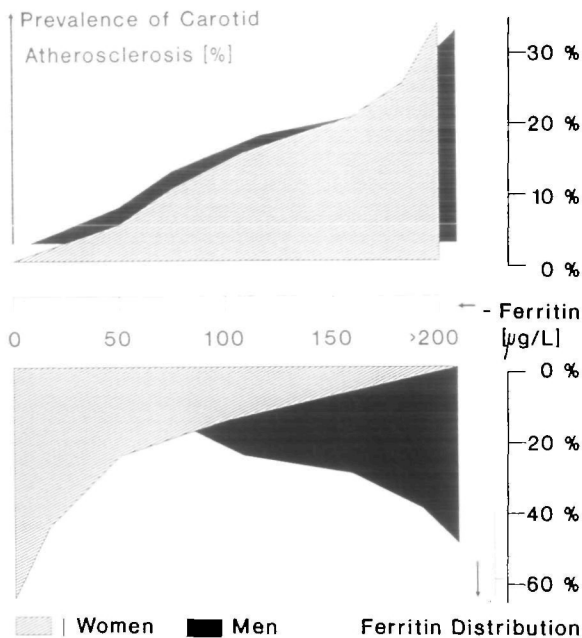 Prevalence of Carotid
Atherosclerosis [%]
30 %
20 %
10 %
0 %
- Ferritin
[µg/L]
0 50 100 150 >200
0 %
20 %
40 %
60 %
Women Men Ferritin Distribution